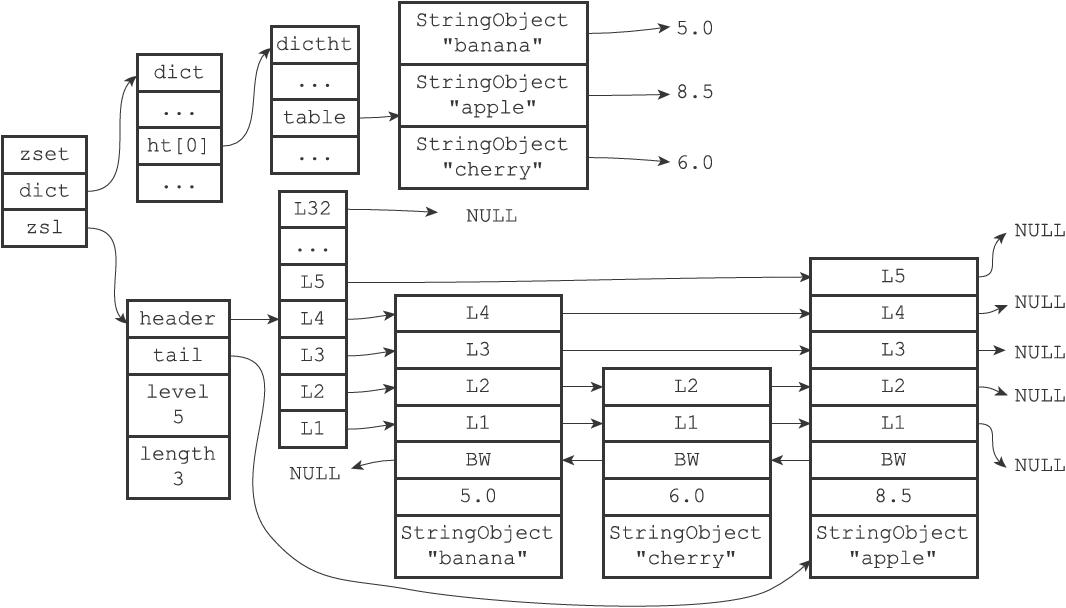 zset
dict
zsl
dict
...
ht[0]
...
dictht
...
table
...
StringObject
"banana"
StringObject
"apple"
StringObject
"cherry"
5.0
8.5
6.0
header
tail
level
5
length
3
L32
...
L5
L4
L3
L2
L1
NULL
NULL
L4
L3
L2
L1
BW
5.0
StringObject
"banana"
L2
L1
BW
6.0
StringObject
"cherry"
L5
L4
L3
L2
L1
BW
8.5
StringObject
"apple"
NULL
NULL
NULL
NULL
NULL